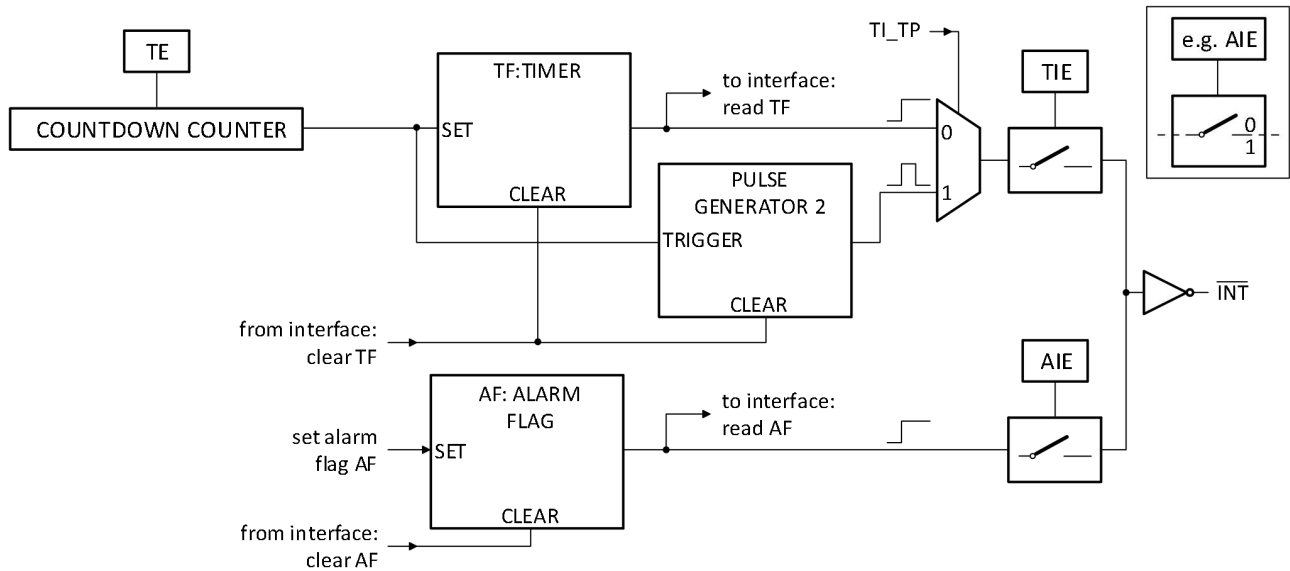 TE
COUNTDOWN COUNTER
TF:TIMER
SET
CLEAR
to interface:
read TF
TI_TP
0
1
PULSE
GENERATOR 2
TRIGGER
CLEAR
from interface:
clear TF
TIE
e.g. AIE
0
1
INT
AF: ALARM
FLAG
set alarm
flag AF
SET
CLEAR
to interface:
read AF
AIE
from interface:
clear AF